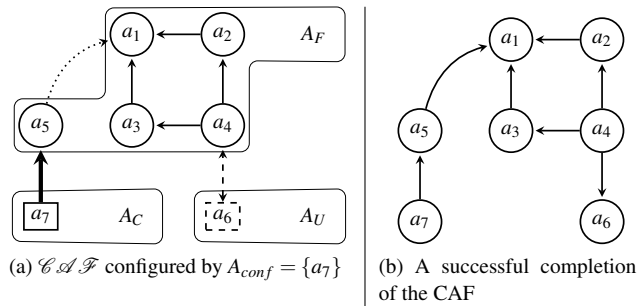 a₁ a₂ A_F
a₅ a₃ a₄
a₇ A_C a₆ A_U
(a) 𝒞𝒜ℱ configured by A_conf = {a₇}
a₁ a₂
a₅ a₃ a₄
a₇ a₆
(b) A successful completion
of the CAF